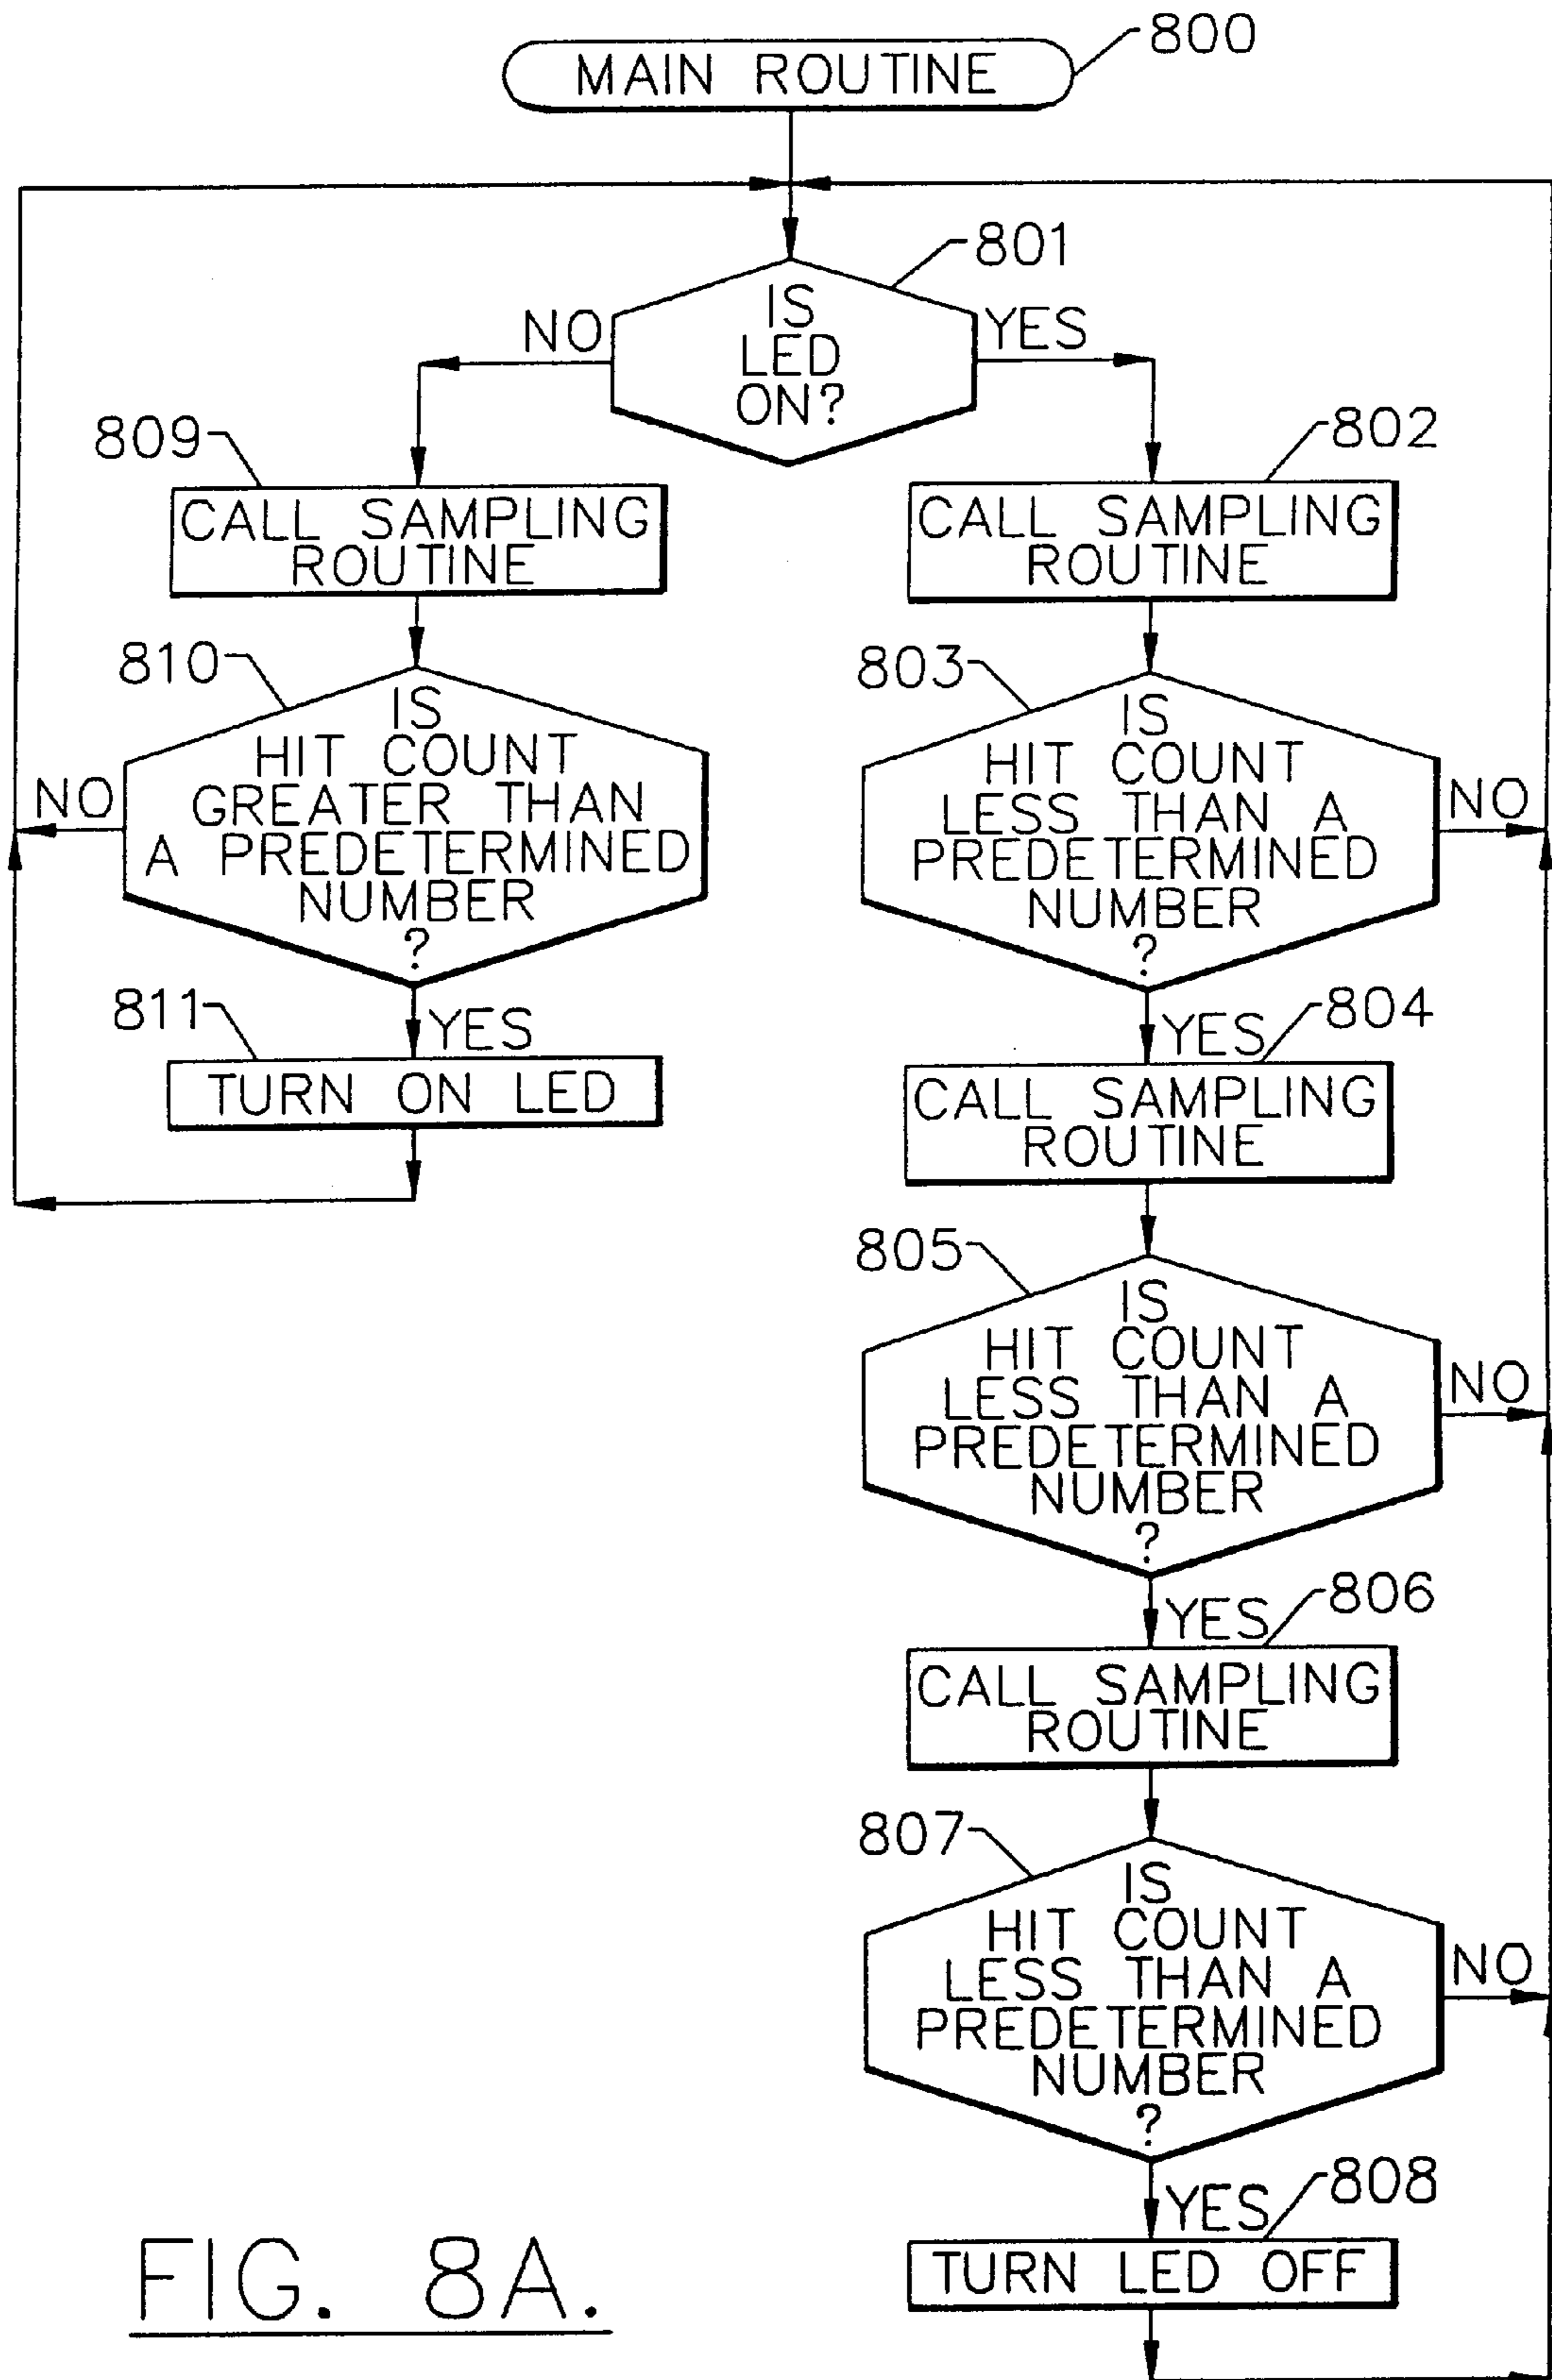 800
MAIN ROUTINE
801
IS
LED
ON?
NO
YES
809
CALL SAMPLING
ROUTINE
802
CALL SAMPLING
ROUTINE
810
IS
HIT COUNT
GREATER THAN
A PREDETERMINED
NUMBER
?
NO
803
IS
HIT COUNT
LESS THAN A
PREDETERMINED
NUMBER
?
NO
811
YES
TURN ON LED
YES
804
CALL SAMPLING
ROUTINE
805
IS
HIT COUNT
LESS THAN A
PREDETERMINED
NUMBER
?
NO
YES
806
CALL SAMPLING
ROUTINE
807
IS
HIT COUNT
LESS THAN A
PREDETERMINED
NUMBER
?
NO
YES
808
TURN LED OFF
FIG. 8A.